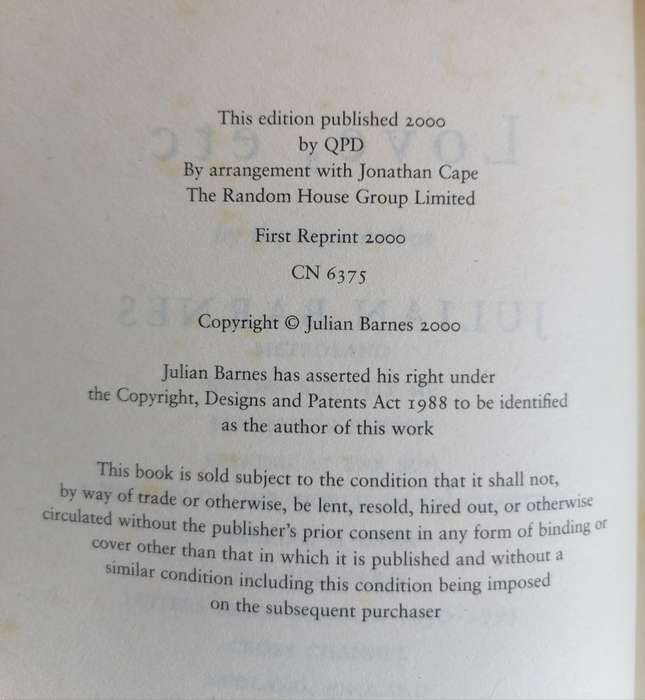 This edition published 2000
by QPD
By arrangement with Jonathan Cape
The Random House Group Limited
First Reprint 2000
CN 6375
Copyright © Julian Barnes 2000
Julian Barnes has asserted his right under
the Copyright, Designs and Patents Act 1988 to be identified
as the author of this work
This book is sold subject to the condition that it shall not,
by way of trade or otherwise, be lent, resold, hired out, or otherwise
circulated without the publisher's prior consent in any form of binding or
cover other than that in which it is published and without a
similar condition including this condition being imposed
on the subsequent purchaser